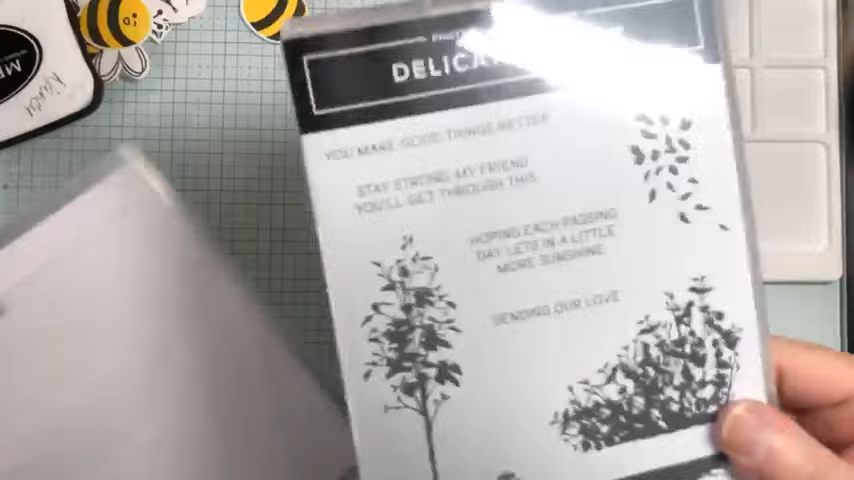 DELICA
YOU MAKE GOOD THINGS BETTER
STAY STRONG MY FRIEND
YOU'LL GET THROUGH THIS
HOPING EACH PASSING
DAY LETS IN A LITTLE
MORE SUNSHINE
SENDING OUR LOVE